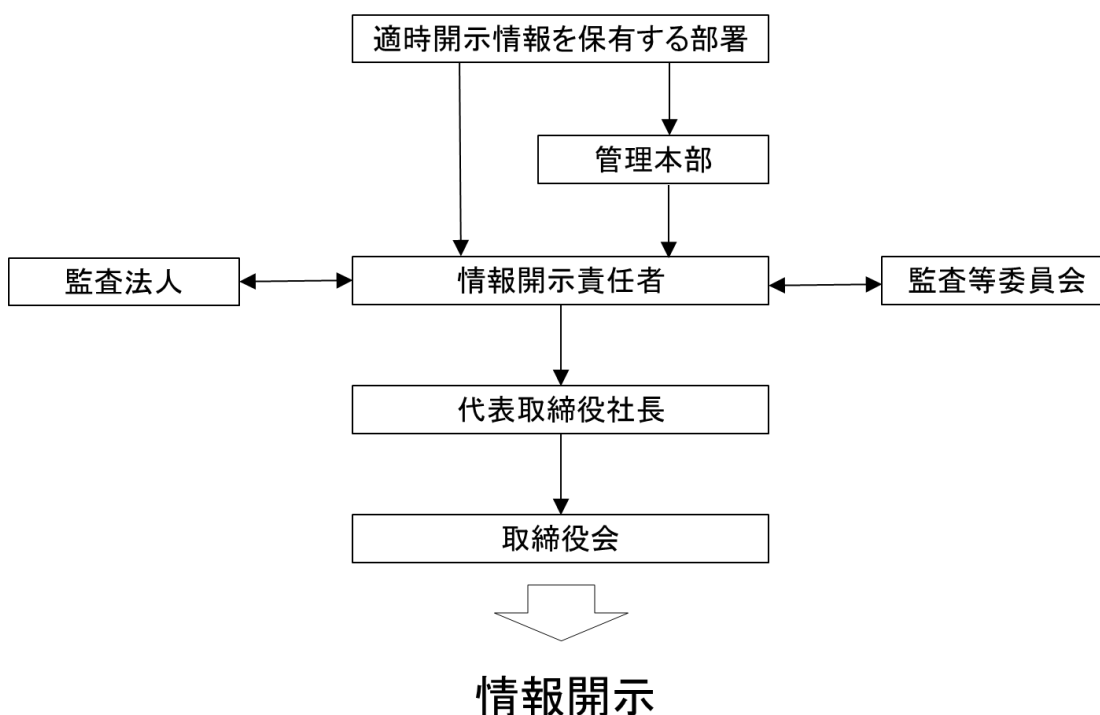 適時開示情報を保有する部署
管理本部
監査法人
情報開示責任者
監査等委員会
代表取締役社長
取締役会
情報開示